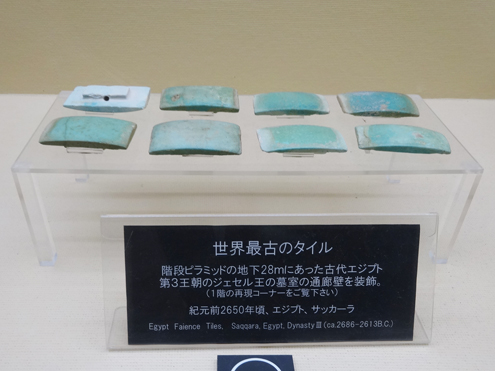 世界最古のタイル
階段ピラミッドの地下28mにあった古代エジプト
第3王朝のジェセル王の墓室の通廊壁を装飾。
(1階の再現コーナーをご覧下さい)
紀元前2650年頃、エジプト、サッカーラ
Egypt Faience Tiles, Saqqara, Egypt, Dynasty Ⅲ (ca.2686~2613B.C.)